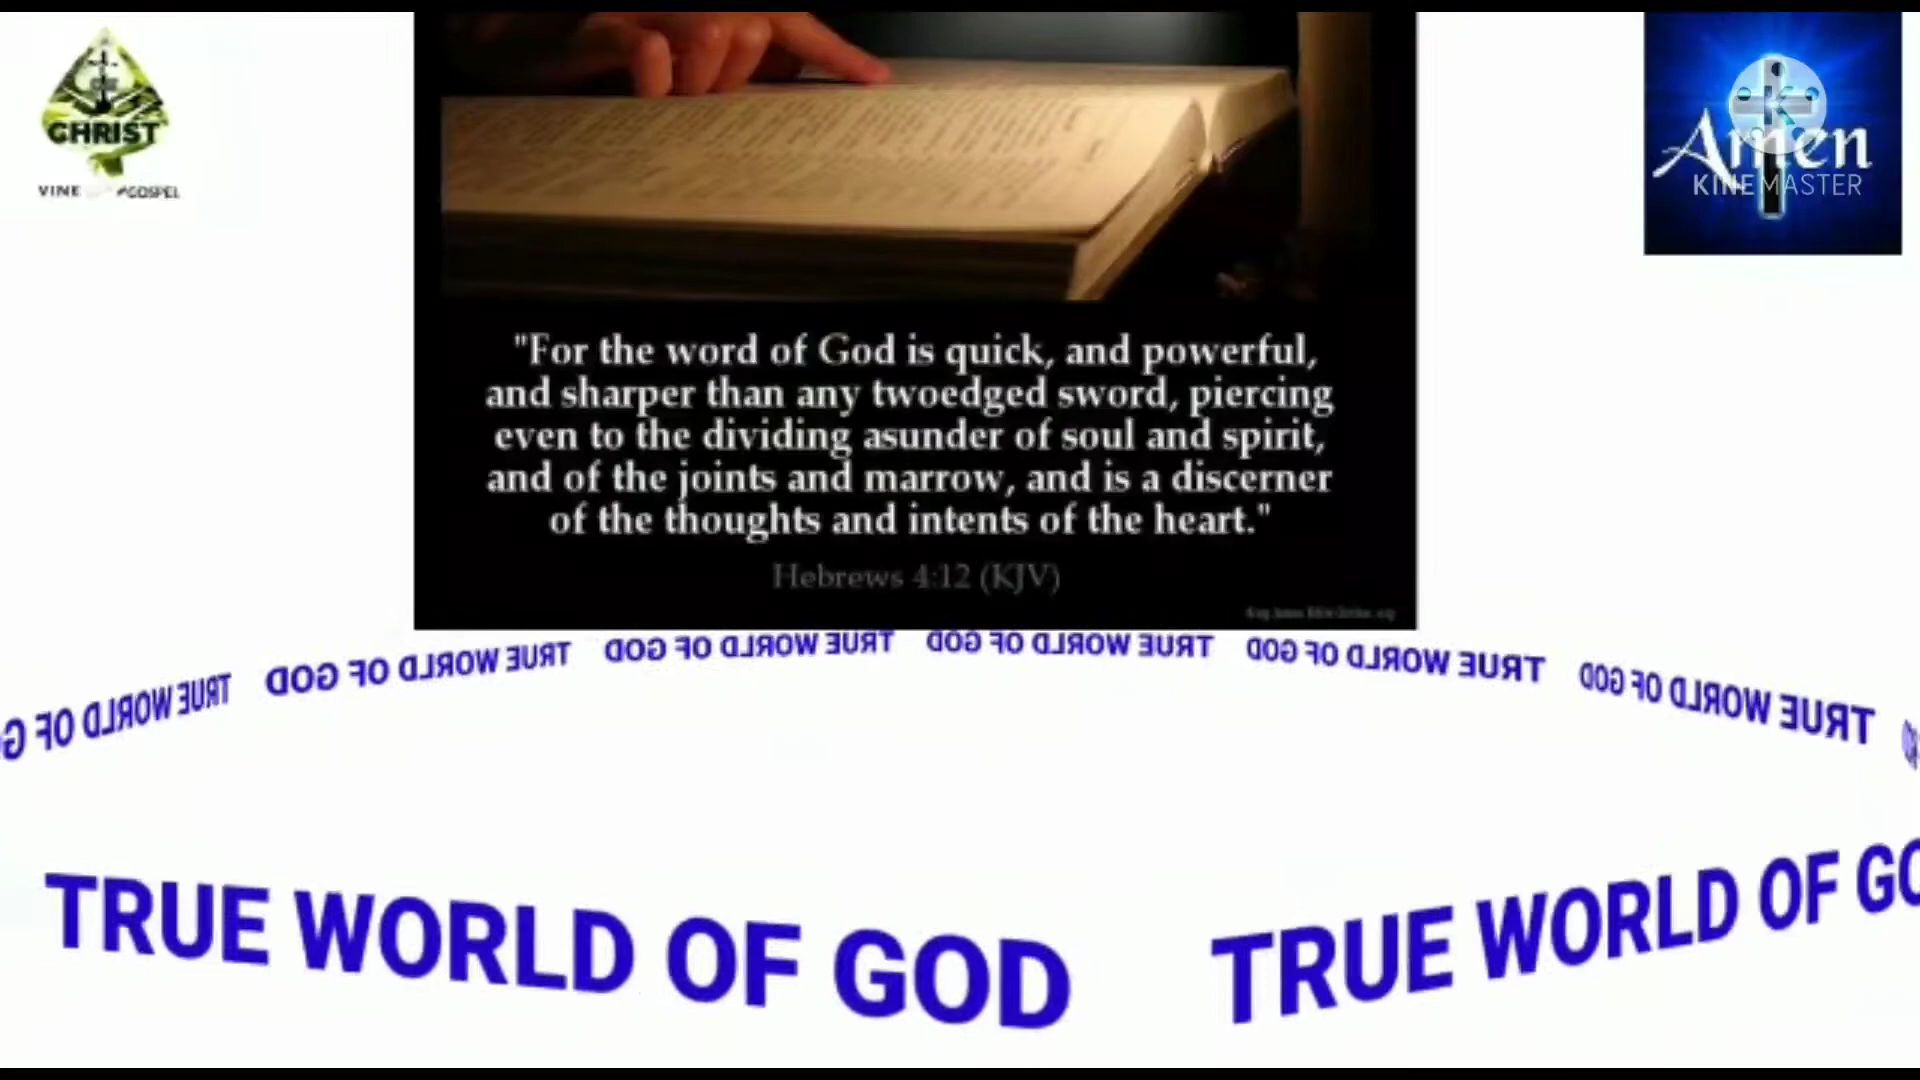 CHRIST
VINE
GOSPEL
Amen
KINEMASTER
"For the word of God is quick, and powerful,
and sharper than any twoedged sword, piercing
even to the dividing asunder of soul and spirit,
and of the joints and marrow, and is a discerner
of the thoughts and intents of the heart."
Hebrews 4:12 (KJV)
TRUE WORLD OF G
TRUE WORLD OF GOD
TRUE WORLD OF GOD
TRUE WORLD OF GOD
TRUE WORLD OF GOD
TRUE WORLD OF GOD
TRUE WORLD OF GOD
TRUE WORLD OF GO